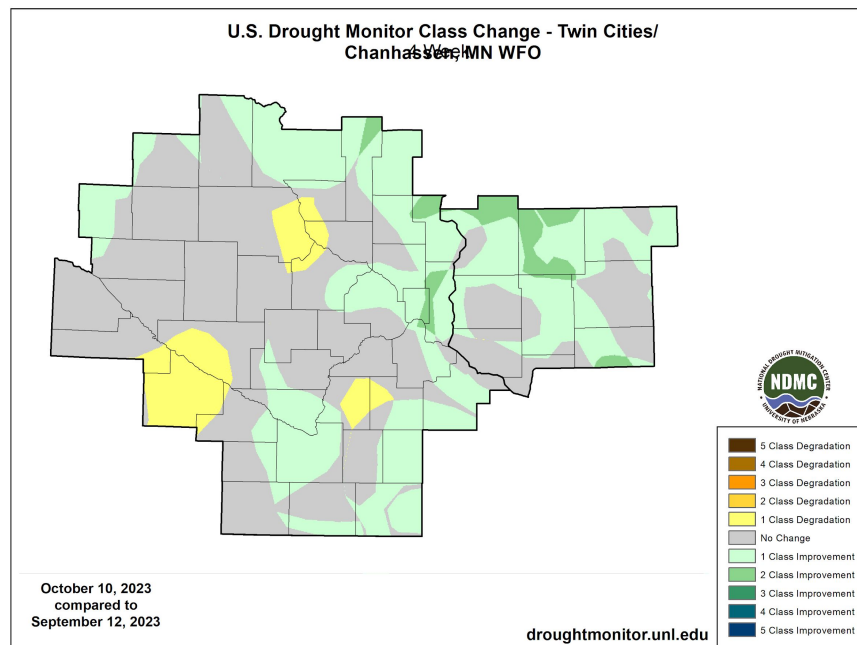 U.S. Drought Monitor Class Change - Twin Cities/
Chanhassen, MN WFO
4 Week
NATIONAL DROUGHT MITIGATION CENTER
NDMC
UNIVERSITY OF NEBRASKA
5 Class Degradation
4 Class Degradation
3 Class Degradation
2 Class Degradation
1 Class Degradation
No Change
1 Class Improvement
2 Class Improvement
3 Class Improvement
4 Class Improvement
5 Class Improvement
October 10, 2023
compared to
September 12, 2023
droughtmonitor.unl.edu